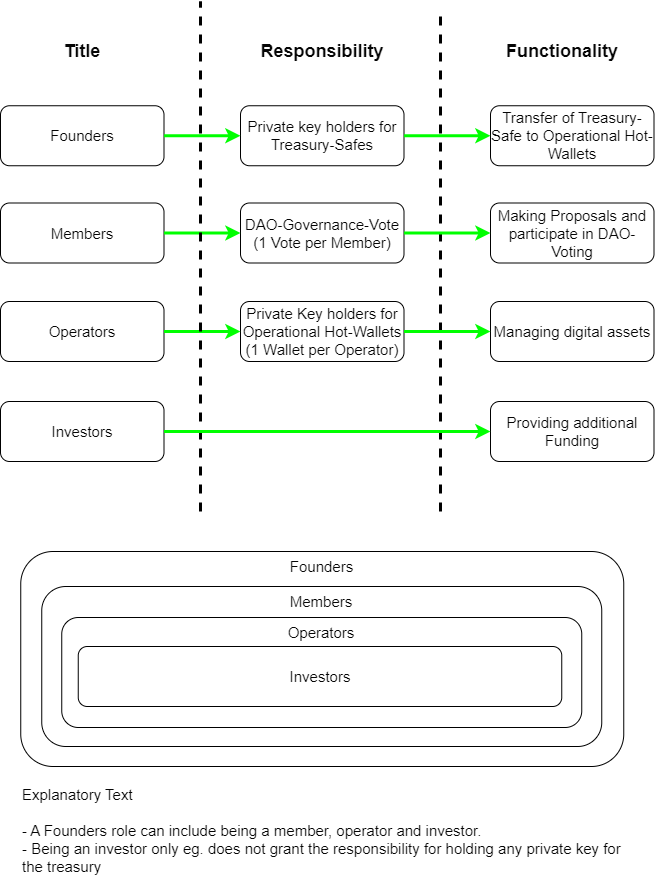 Title
Responsibility
Functionality
Founders
Private key holders for
Treasury-Safes
Transfer of Treasury-
Safe to Operational Hot-
Wallets
Members
DAO-Governance-Vote
(1 Vote per Member)
Making Proposals and
participate in DAO-
Voting
Operators
Private Key holders for
Operational Hot-Wallets
(1 Wallet per Operator)
Managing digital assets
Investors
Providing additional
Funding
Founders
Members
Operators
Investors
Explanatory Text
- A Founders role can include being a member, operator and investor.
- Being an investor only eg. does not grant the responsibility for holding any private key for
the treasury